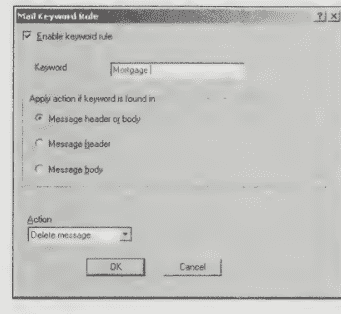 Mail Keyword Rule
Enable keyword rule
Keyword
Mortgage
Apply action if keyword is found in
Message header or body
Message header
Message body
Action
Delete message
OK
Cancel